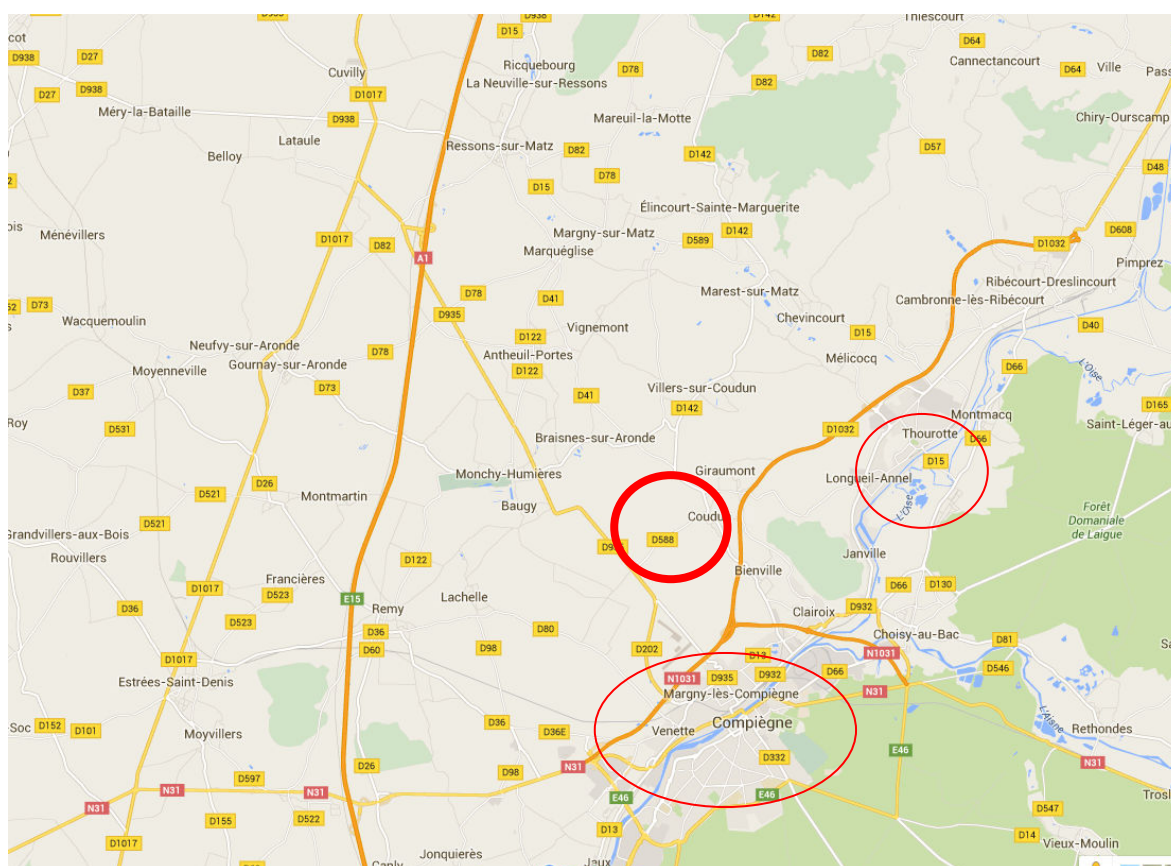 Thiescourt
cot
D938
D142
D15
D938
D27
D82
D64
Cannectancourt
Ricquebourg
D78
D64
Ville
Pass
Cuvilly
La Neuville-sur-Ressons
D82
D27
D938
D1017
Méry-la-Bataille
D938
Mareuil-la-Motte
Chiry-Ourscamp
Lataule
Ressons-sur-Matz
D82
D142
D57
Belloy
D78
D48
D15
Élincourt-Sainte-Marguerite
ois
Ménévillers
D1017
D82
Margny-sur-Matz
D589
D142
D608
D1032
Marquéglise
A1
Pimprez
Ribécourt-Dreslincourt
Marest-sur-Matz
D78
D41
Cambronne-lès-Ribécourt
D73
D935
Wacquemoulin
Vignemont
Chevincourt
D40
D15
D122
Neufvy-sur-Aronde
D78
Antheuil-Portes
Mélicocq
Gournay-sur-Aronde
L'Oise
Moyenneville
D122
D66
D37
D73
Villers-sur-Coudun
D41
D165
D142
Montmacq
Roy
D531
D1032
Thourotte
D66
Saint-Léger-au
Braisnes-sur-Aronde
D15
Monchy-Humières
Giraumont
Longueil-Annel
D26
D521
Montmartin
Baugy
L'Oise
Forêt
Domaniale
de Laigue
D521
Coudun
Grandvillers-aux-Bois
D588
Rouvillers
D122
Janville
Bienville
Francières
D1017
D66
D130
D523
E15
Lachelle
D36
Remy
Clairoix
D932
D523
D80
D36
Choisy-au-Bac
D81
D60
D98
D202
D13
N1031
D1017
D66
D546
D935
D932
Estrées-Saint-Denis
N1031
Margny-lès-Compiègne
N31
L'Aisne
Soc
D152
D101
D36
Compiègne
Rethondes
Moyvillers
D36E
Venette
E46
D332
D26
N31
D98
N31
D597
Trosl
N31
N31
N31
E46
E46
D547
D155
D522
D13
D14
D1017
Vieux-Moulin
Jonquières
Jaux